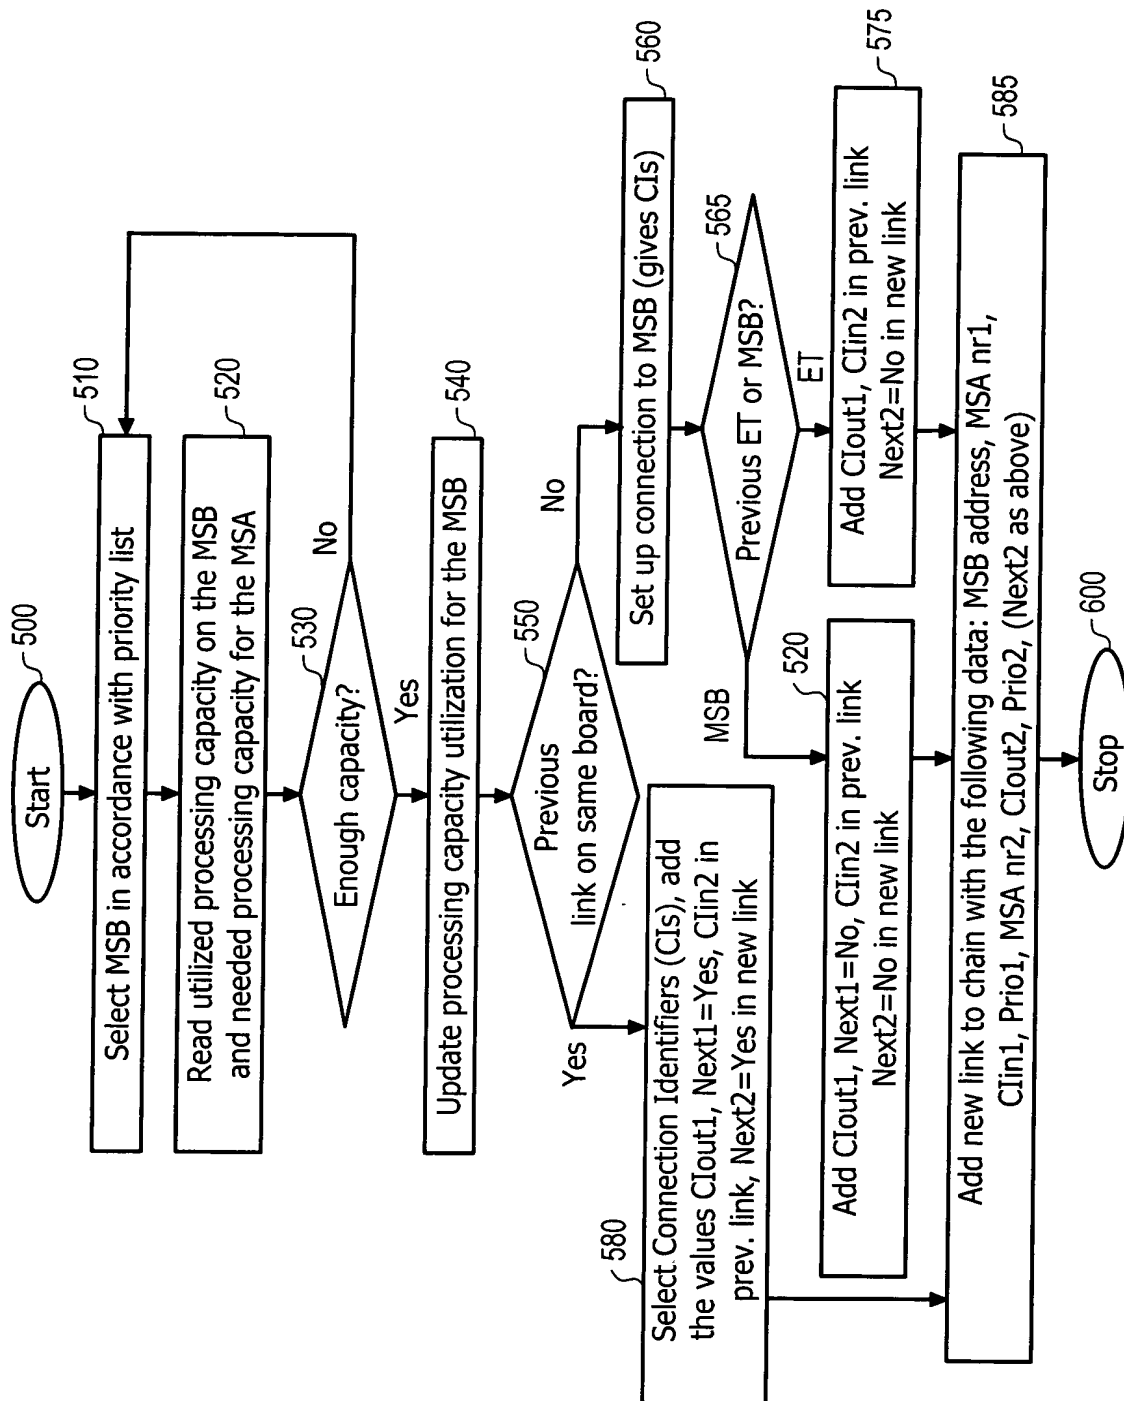 Start
500
Select MSB in accordance with priority list
510
Read utilized processing capacity on the MSB
and needed processing capacity for the MSA
520
Enough capacity?
530
No
Yes
Update processing capacity utilization for the MSB
540
Previous
link on same board?
550
Yes
No
Set up connection to MSB (gives CIs)
560
Previous ET or MSB?
565
MSB
ET
Select Connection Identifiers (CIs), add
the values CIout1, Next1=Yes, CIin2 in
prev. link, Next2=Yes in new link
580
Add CIout1, Next1=No, CIin2 in prev. link
Next2=No in new link
520
Add CIout1, CIin2 in prev. link
Next2=No in new link
575
Add new link to chain with the following data: MSB address, MSA nr1,
CIin1, Prio1, MSA nr2, CIout2, Prio2, (Next2 as above)
585
Stop
600